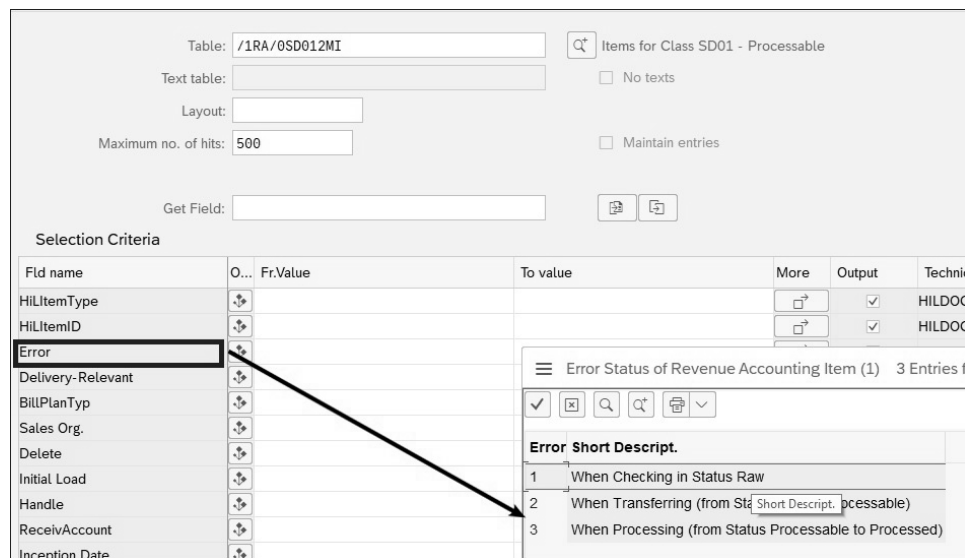 Table: /1RA/0SD012MI Items for Class SD01 - Processable
Text table: No texts
Layout:
Maximum no. of hits: 500 Maintain entries
Get Field:
Selection Criteria
Fld name O... Fr.Value To value More Output
HiLItemType HILDOC
HiLItemID HILDOC
Error
Delivery-Relevant
BillPlanTyp
Sales Org.
Delete
Initial Load
Handle
ReceivAccount
Inception Date
Error Status of Revenue Accounting Item (1) 3 Entries
Error Short Descript.
1 When Checking in Status Raw
2 When Transferring (from
Short Descript.
3 When Processing (from Status Processable to Processed)